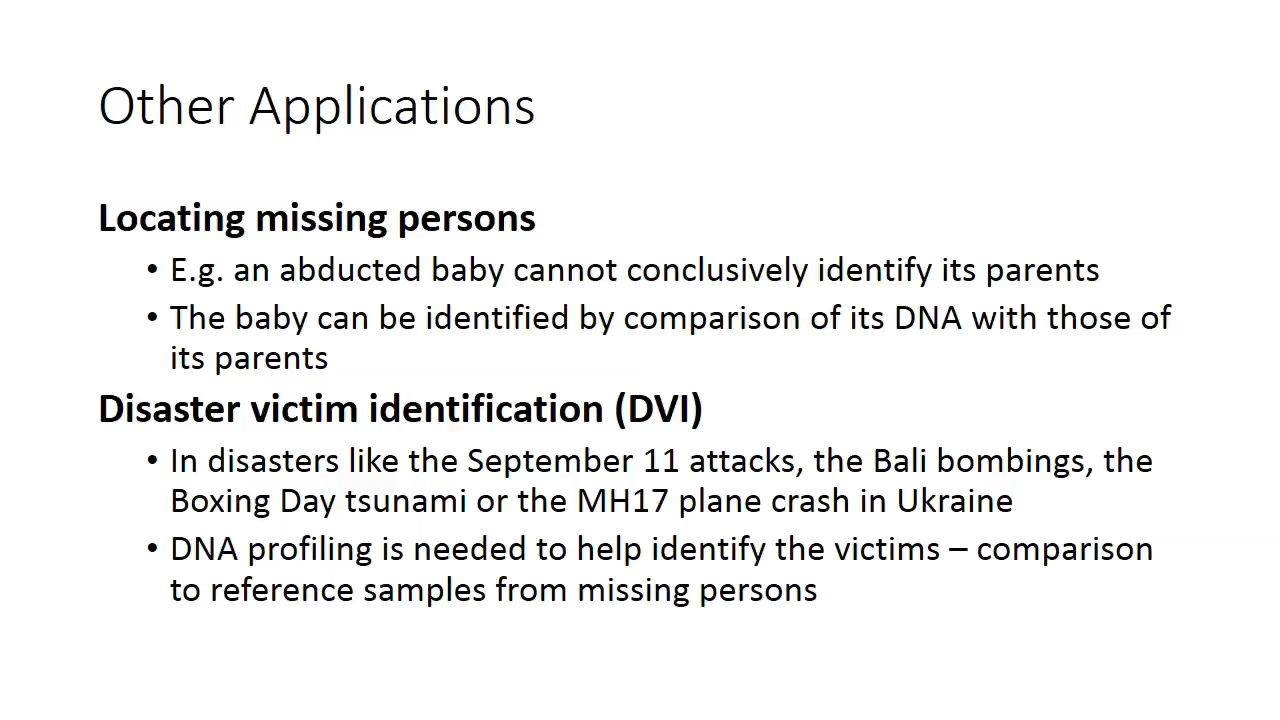 Other Applications
Locating missing persons
• E.g. an abducted baby cannot conclusively identify its parents
• The baby can be identified by comparison of its DNA with those of
its parents
Disaster victim identification (DVI)
• In disasters like the September 11 attacks, the Bali bombings, the
Boxing Day tsunami or the MH17 plane crash in Ukraine
• DNA profiling is needed to help identify the victims – comparison
to reference samples from missing persons